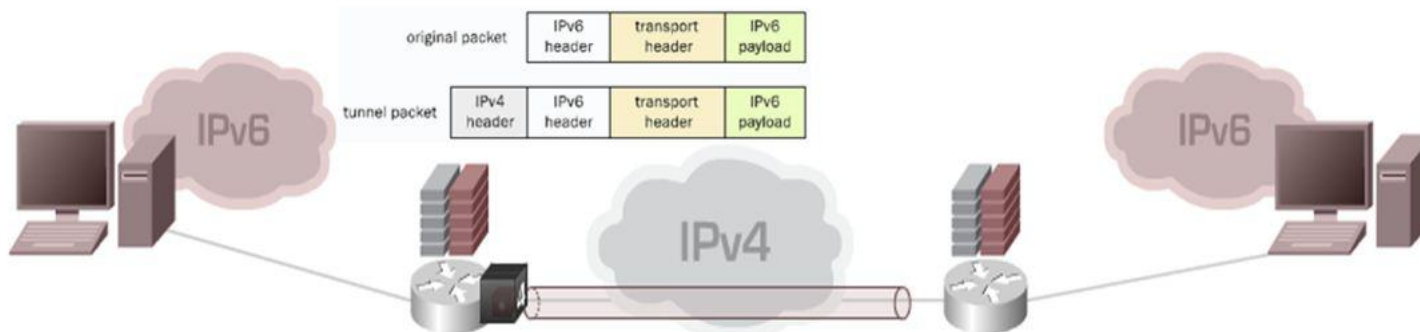 original packet
IPv6 header
transport header
IPv6 payload
tunnel packet
IPv4 header
IPv6 header
transport header
IPv6 payload
IPv6
IPv6
IPv4